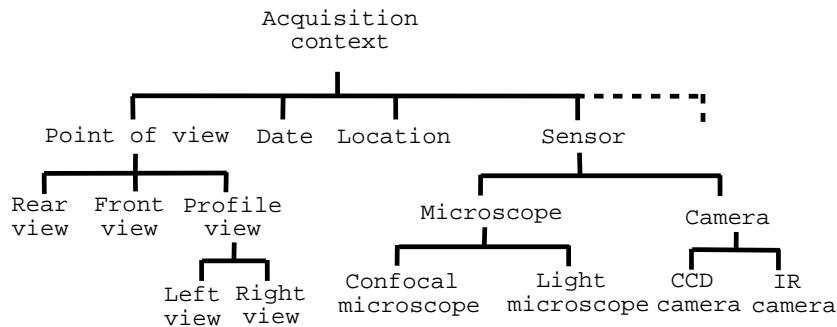 Acquisition
context
Point of view
Date
Location
Sensor
Rear
view
Front
view
Profile
view
Microscope
Camera
Left
view
Right
view
Confocal
microscope
Light
microscope
CCD
camera
IR
camera